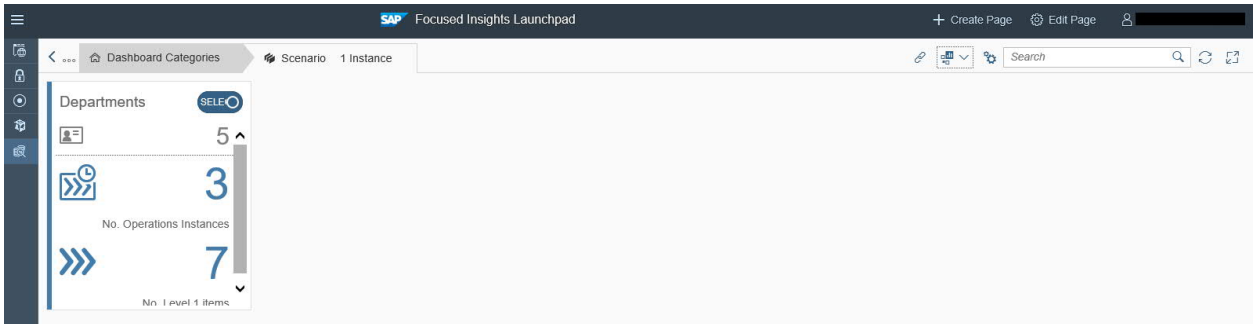 SAP Focused Insights Launchpad
+ Create Page Edit Page
< ... Dashboard Categories Scenario 1 Instance Search
Departments SELE
5
3
No. Operations Instances
7
No. Level 1 items